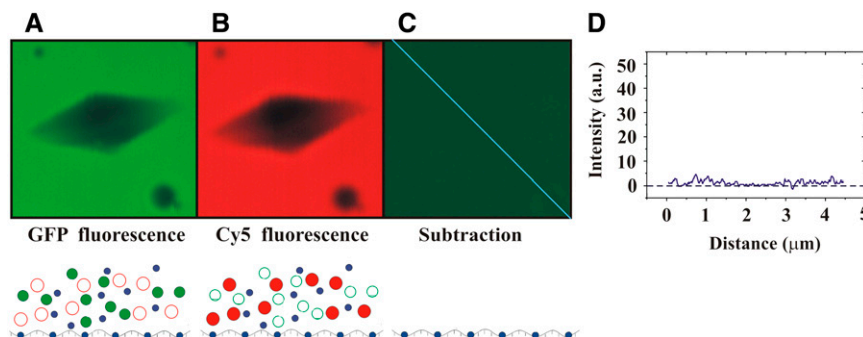 A
B
C
D
GFP fluorescence
Cy5 fluorescence
Subtraction
Intensity (a.u.)
50
40
30
20
10
0
0
1
2
3
4
5
Distance (μm)